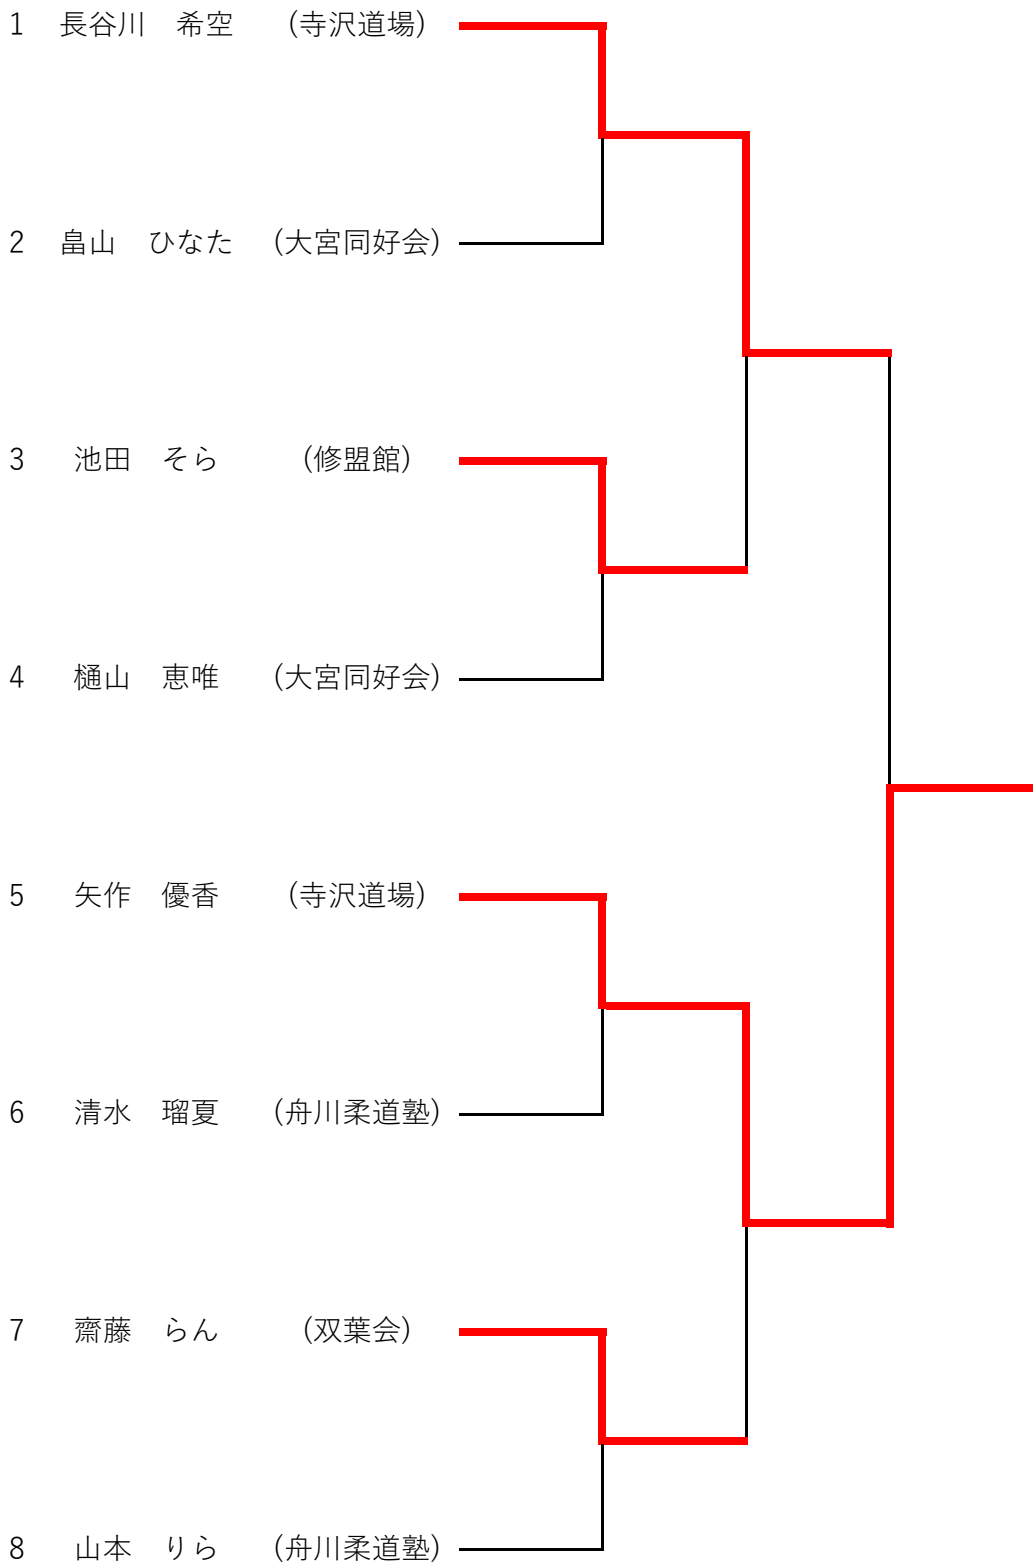 1 長谷川 希空 (寺沢道場)
2 畠山 ひなた (大宮同好会)
3 池田 そら (修盟館)
4 樋山 恵唯 (大宮同好会)
5 矢作 優香 (寺沢道場)
6 清水 瑠夏 (舟川柔道塾)
7 齋藤 らん (双葉会)
8 山本 りら (舟川柔道塾)